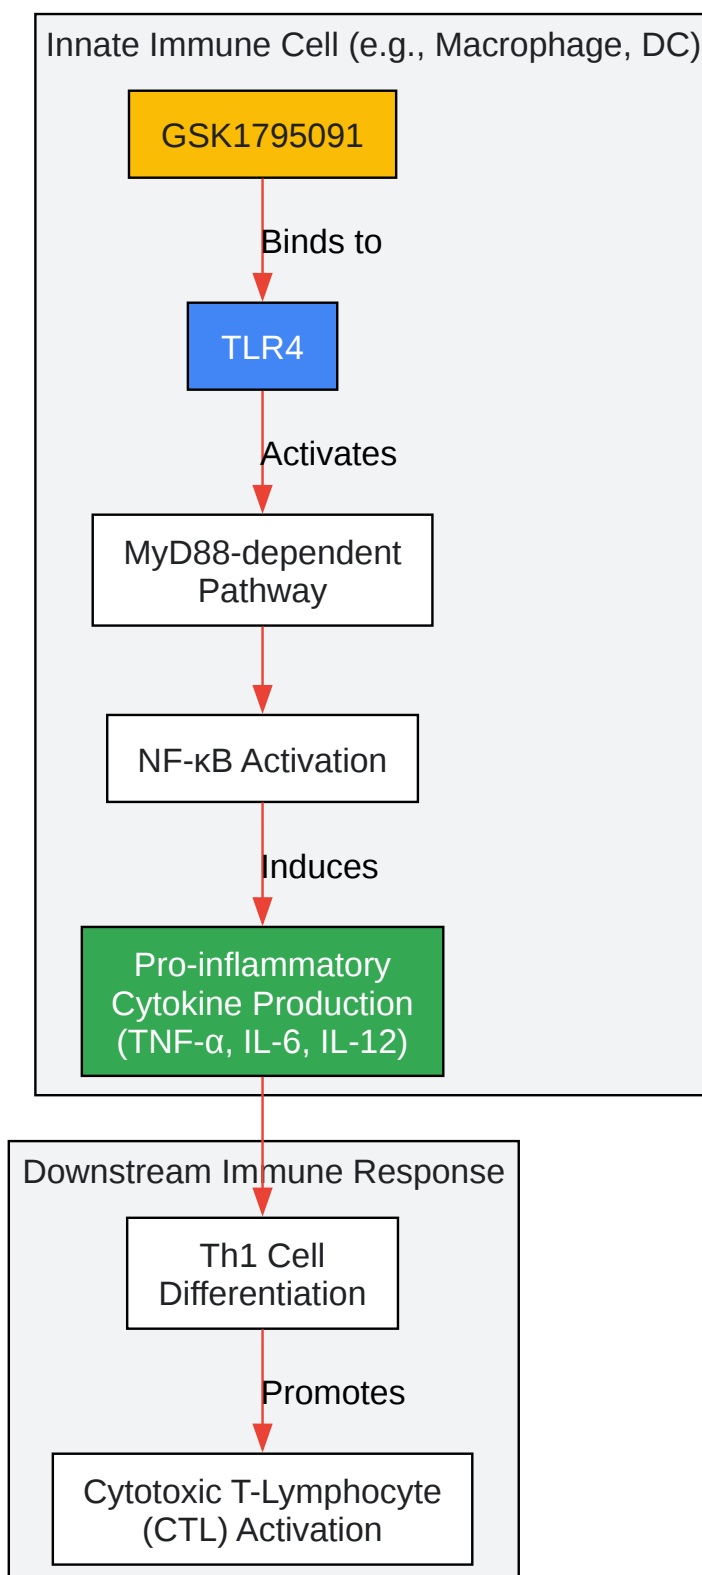 Innate Immune Cell (e.g., Macrophage, DC)
GSK1795091
Binds to
TLR4
Activates
MyD88-dependent
Pathway
NF-κB Activation
Induces
Pro-inflammatory
Cytokine Production
(TNF-α, IL-6, IL-12)
Downstream Immune Response
Th1 Cell
Differentiation
Promotes
Cytotoxic T-Lymphocyte
(CTL) Activation